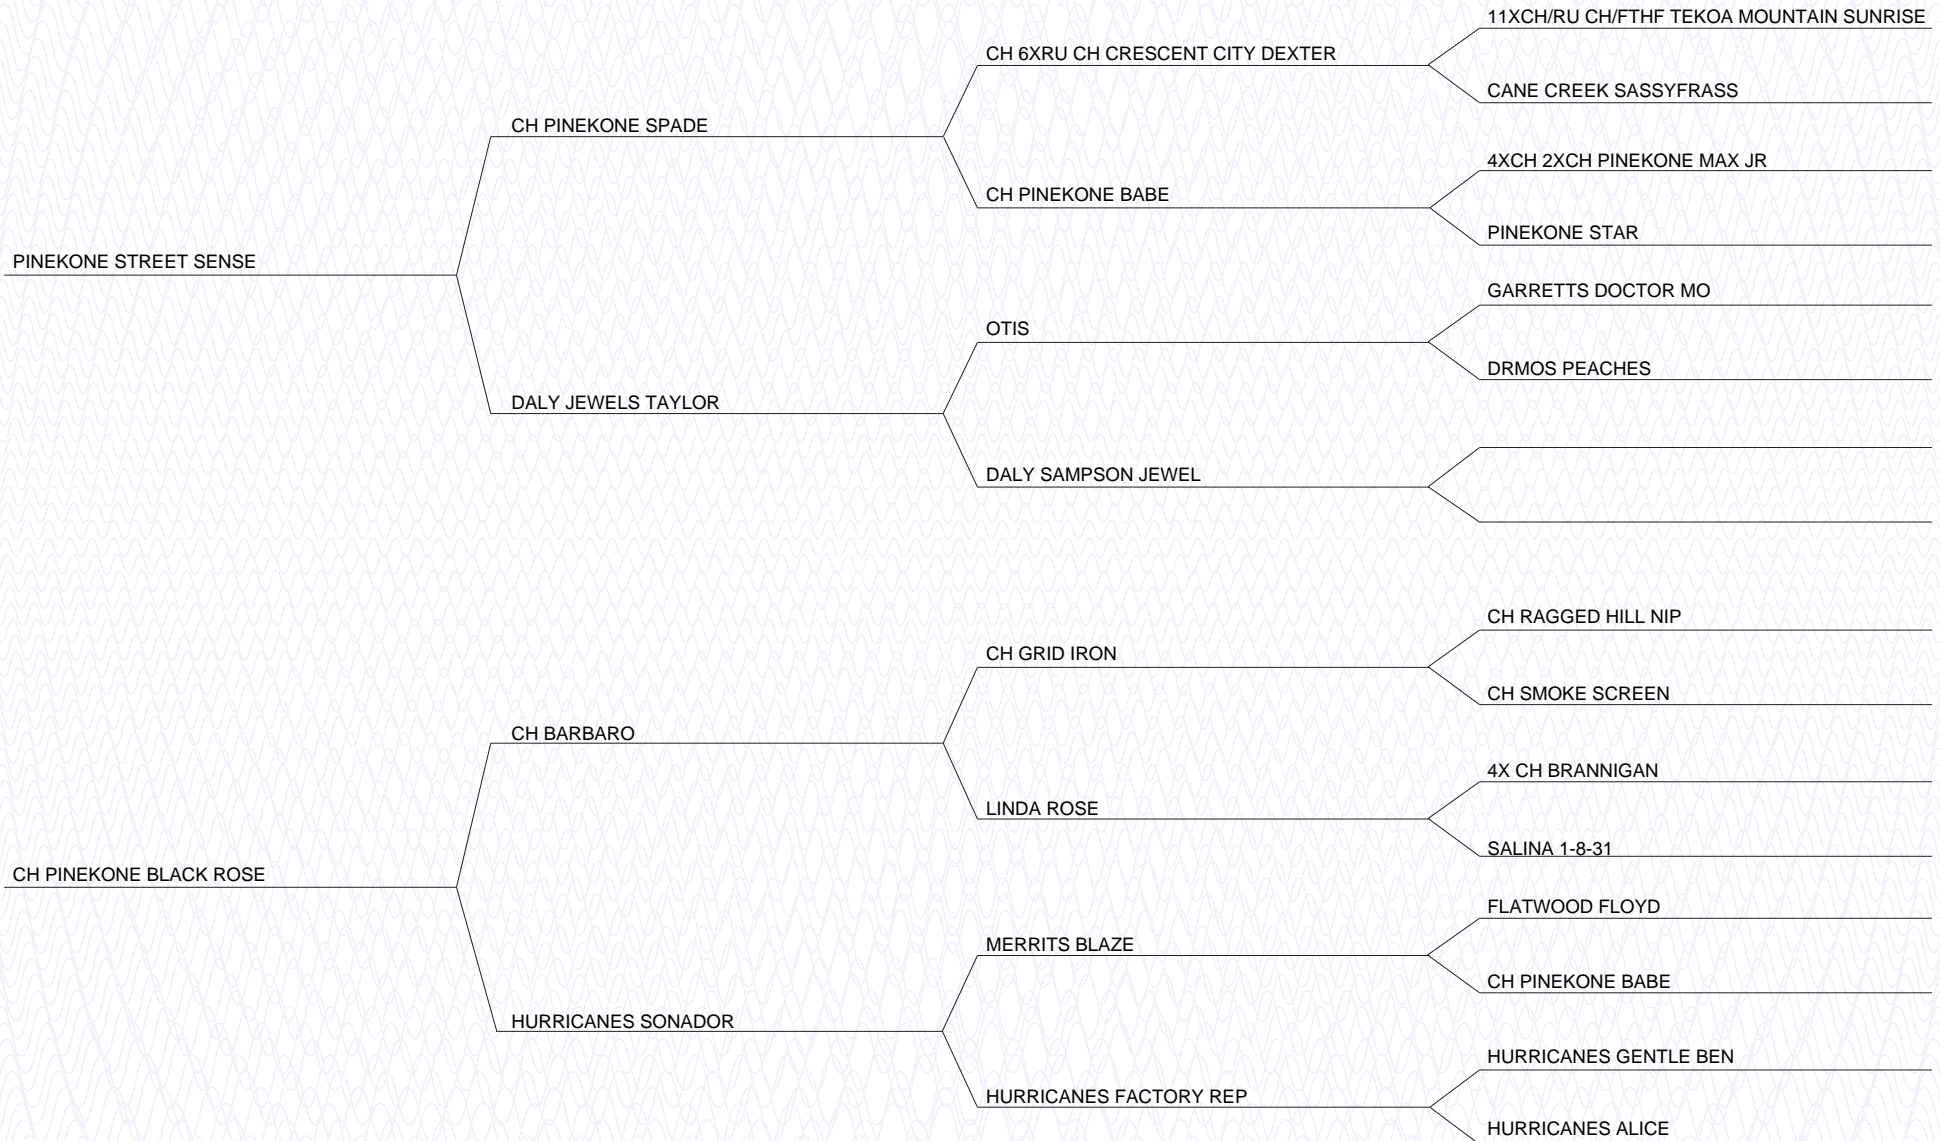 11XCH/RU CH/FTHF TEKOA MOUNTAIN SUNRISE
CH 6XRU CH CRESCENT CITY DEXTER
CANE CREEK SASSYFRASS
CH PINEKONE SPADE
4XCH 2XCH PINEKONE MAX JR
CH PINEKONE BABE
PINEKONE STAR
PINEKONE STREET SENSE
GARRETTS DOCTOR MO
OTIS
DRMOS PEACHES
DALY JEWELS TAYLOR
DALY SAMPSON JEWEL
CH RAGGED HILL NIP
CH GRID IRON
CH SMOKE SCREEN
CH BARBARO
4X CH BRANNIGAN
LINDA ROSE
SALINA 1-8-31
CH PINEKONE BLACK ROSE
FLATWOOD FLOYD
MERRITS BLAZE
CH PINEKONE BABE
HURRICANES SONADOR
HURRICANES GENTLE BEN
HURRICANES FACTORY REP
HURRICANES ALICE